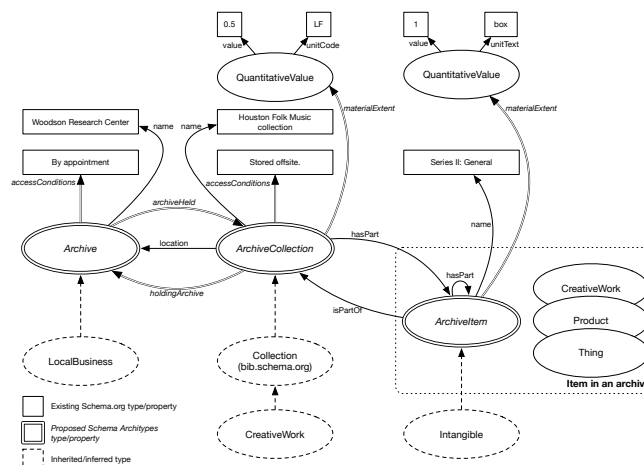 0.5
LF
1
box
value
unitCode
value
unitText
QuantitativeValue
QuantitativeValue
materialExtent
materialExtent
Woodson Research Center
name
name
Houston Folk Music
collection
By appointment
Stored offsite.
Series II: General
accessConditions
accessConditions
archiveHeld
name
Archive
location
ArchiveCollection
hasPart
hasPart
holdingArchive
isPartOf
ArchiveItem
CreativeWork
Product
Thing
Item in an archiv
LocalBusiness
Collection
(bib.schema.org)
CreativeWork
Intangible
Existing Schema.org type/property
Proposed Schema Architypes
type/property
Inherited/inferred type